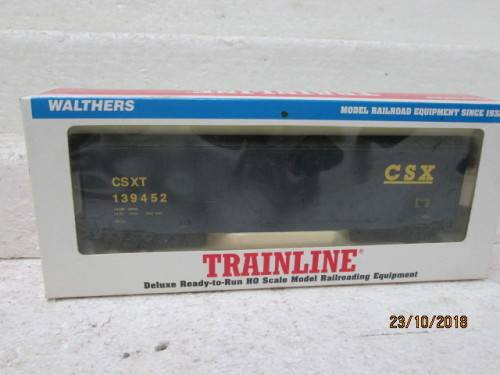 WALTHERS
MODEL RAILROAD EQUIPMENT SINCE 1932
CSXT
139452
CSX
TRAINLINE®
Deluxe Ready-to-Run HO Scale Model Railroading Equipment
23/10/2018